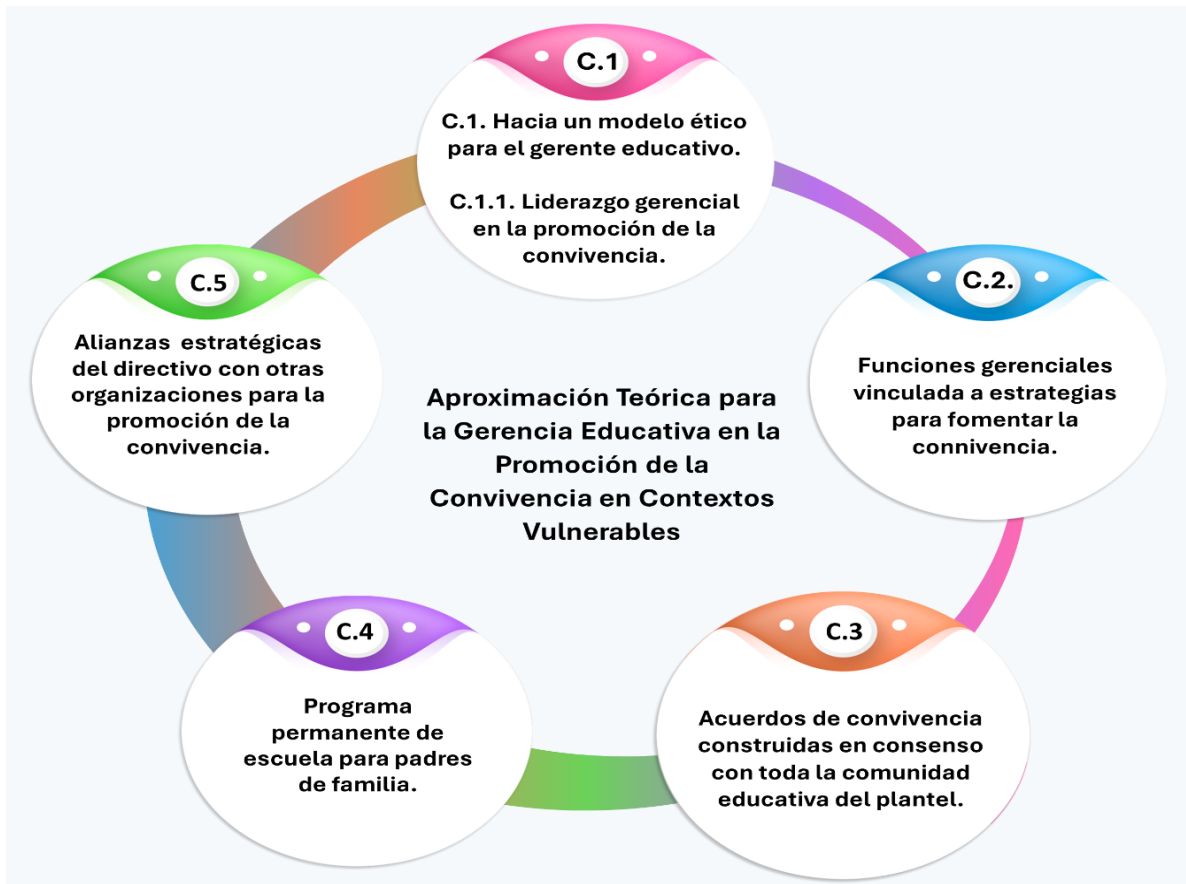 C.1
C.1. Hacia un modelo ético
para el gerente educativo.
C.1.1. Liderazgo gerencial
en la promoción de la
convivencia.
C.2.
Funciones gerenciales
vinculada a estrategias
para fomentar la
connivencia.
C.3
Acuerdos de convivencia
construidas en consenso
con toda la comunidad
educativa del plantel.
C.4
Programa
permanente de
escuela para padres
de familia.
C.5
Alianzas estratégicas
del directivo con otras
organizaciones para la
promoción de la
convivencia.
Aproximación Teórica para
la Gerencia Educativa en la
Promoción de la
Convivencia en Contextos
Vulnerables